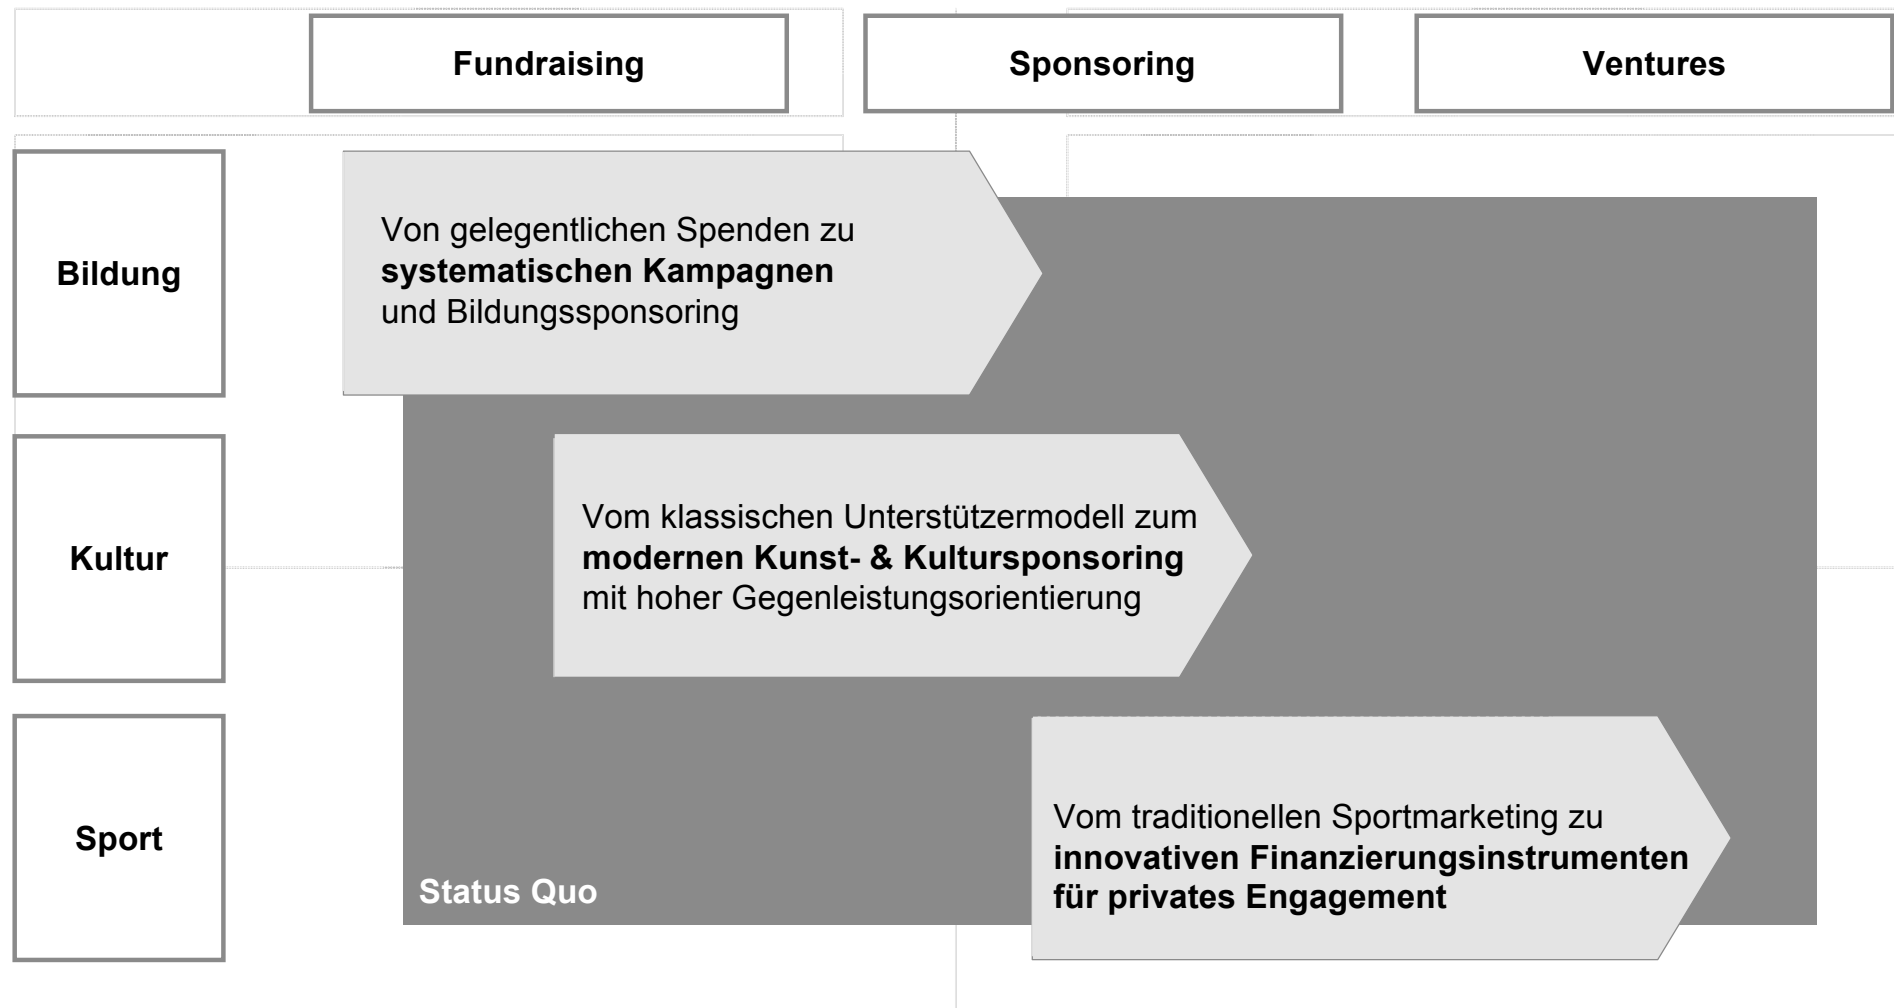 Fundraising
Sponsoring
Ventures
Bildung
Von gelegentlichen Spenden zu
systematischen Kampagnen
und Bildungssponsoring
Kultur
Vom klassischen Unterstützermodell zum
modernen Kunst- & Kultursponsoring
mit hoher Gegenleistungsorientierung
Sport
Vom traditionellen Sportmarketing zu
innovativen Finanzierungsinstrumenten
für privates Engagement
Status Quo